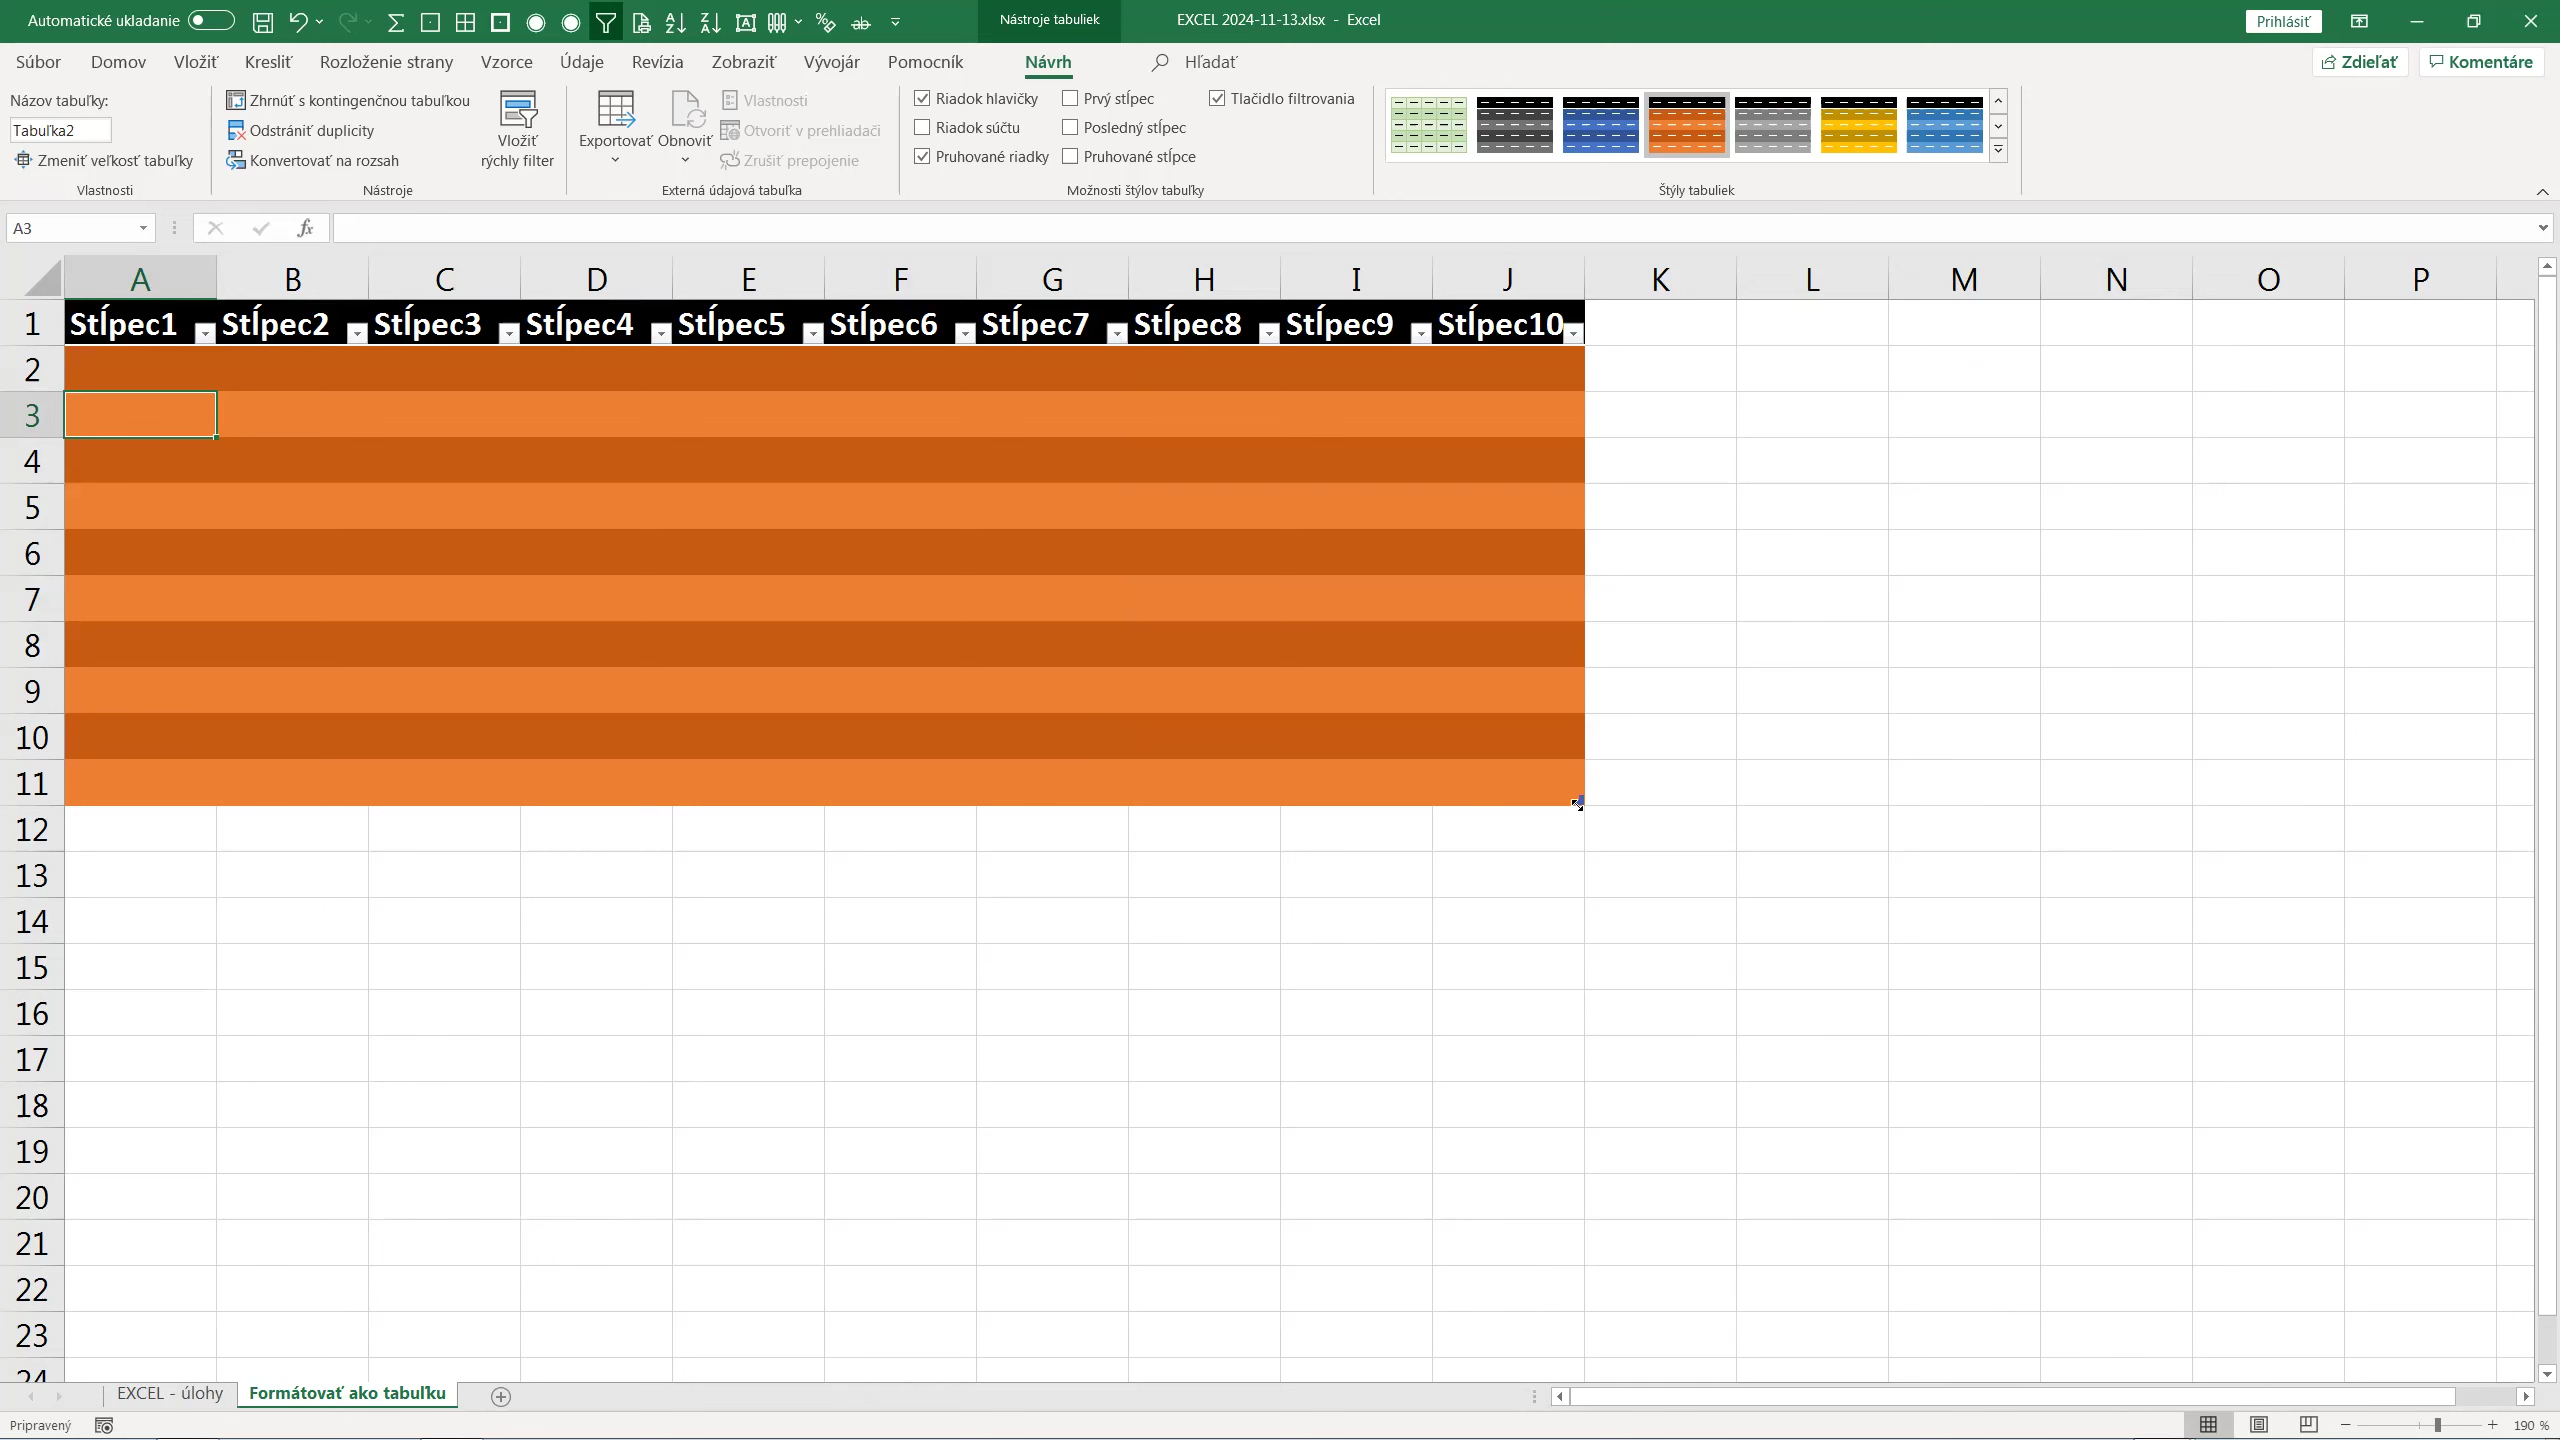 Automatické ukladanie
Nástroje tabuliek
EXCEL 2024-11-13.xlsx - Excel
Prihlásiť
Súbor Domov Vložiť Kresliť Rozloženie strany Vzorce Údaje Revízia Zobraziť Vývojár Pomocník Návrh Hľadať Zdieľať Komentáre
Názov tabuľky:
Tabuľka2
Zmeniť veľkosť tabuľky
Vlastnosti
Zhrnúť s kontingenčnou tabuľkou
Odstrániť duplicity
Konvertovať na rozsah
Vložiť
rýchly filter
Nástroje
Exportovať
Obnoviť
Vlastnosti
Otvoriť v prehliadači
Zrušiť prepojenie
Externá údajová tabuľka
Riadok hlavičky
Riadok súčtu
Pruhované riadky
Prvý stĺpec
Posledný stĺpec
Pruhované stĺpce
Tlačidlo filtrovania
Možnosti štýlov tabuľky
Štýly tabuliek
A3
fx
A B C D E F G H I J K L M N O P
1 Stĺpec1 Stĺpec2 Stĺpec3 Stĺpec4 Stĺpec5 Stĺpec6 Stĺpec7 Stĺpec8 Stĺpec9 Stĺpec10
2
3
4
5
6
7
8
9
10
11
12
13
14
15
16
17
18
19
20
21
22
23
24
EXCEL - úlohy Formátovať ako tabuľku
Pripravený
190 %